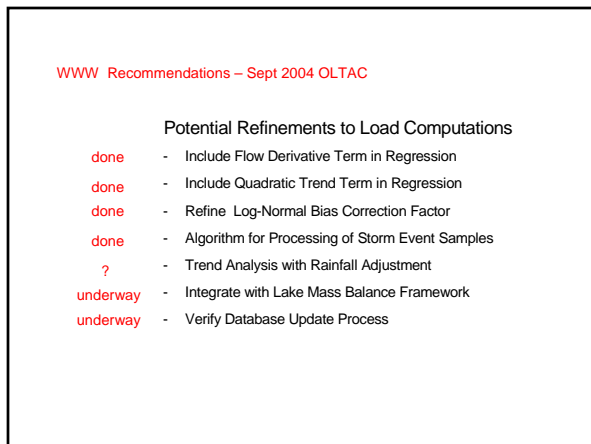 WWW Recommendations – Sept 2004 OLTAC
Potential Refinements to Load Computations
done - Include Flow Derivative Term in Regression
done - Include Quadratic Trend Term in Regression
done - Refine Log-Normal Bias Correction Factor
done - Algorithm for Processing of Storm Event Samples
? - Trend Analysis with Rainfall Adjustment
underway - Integrate with Lake Mass Balance Framework
underway - Verify Database Update Process